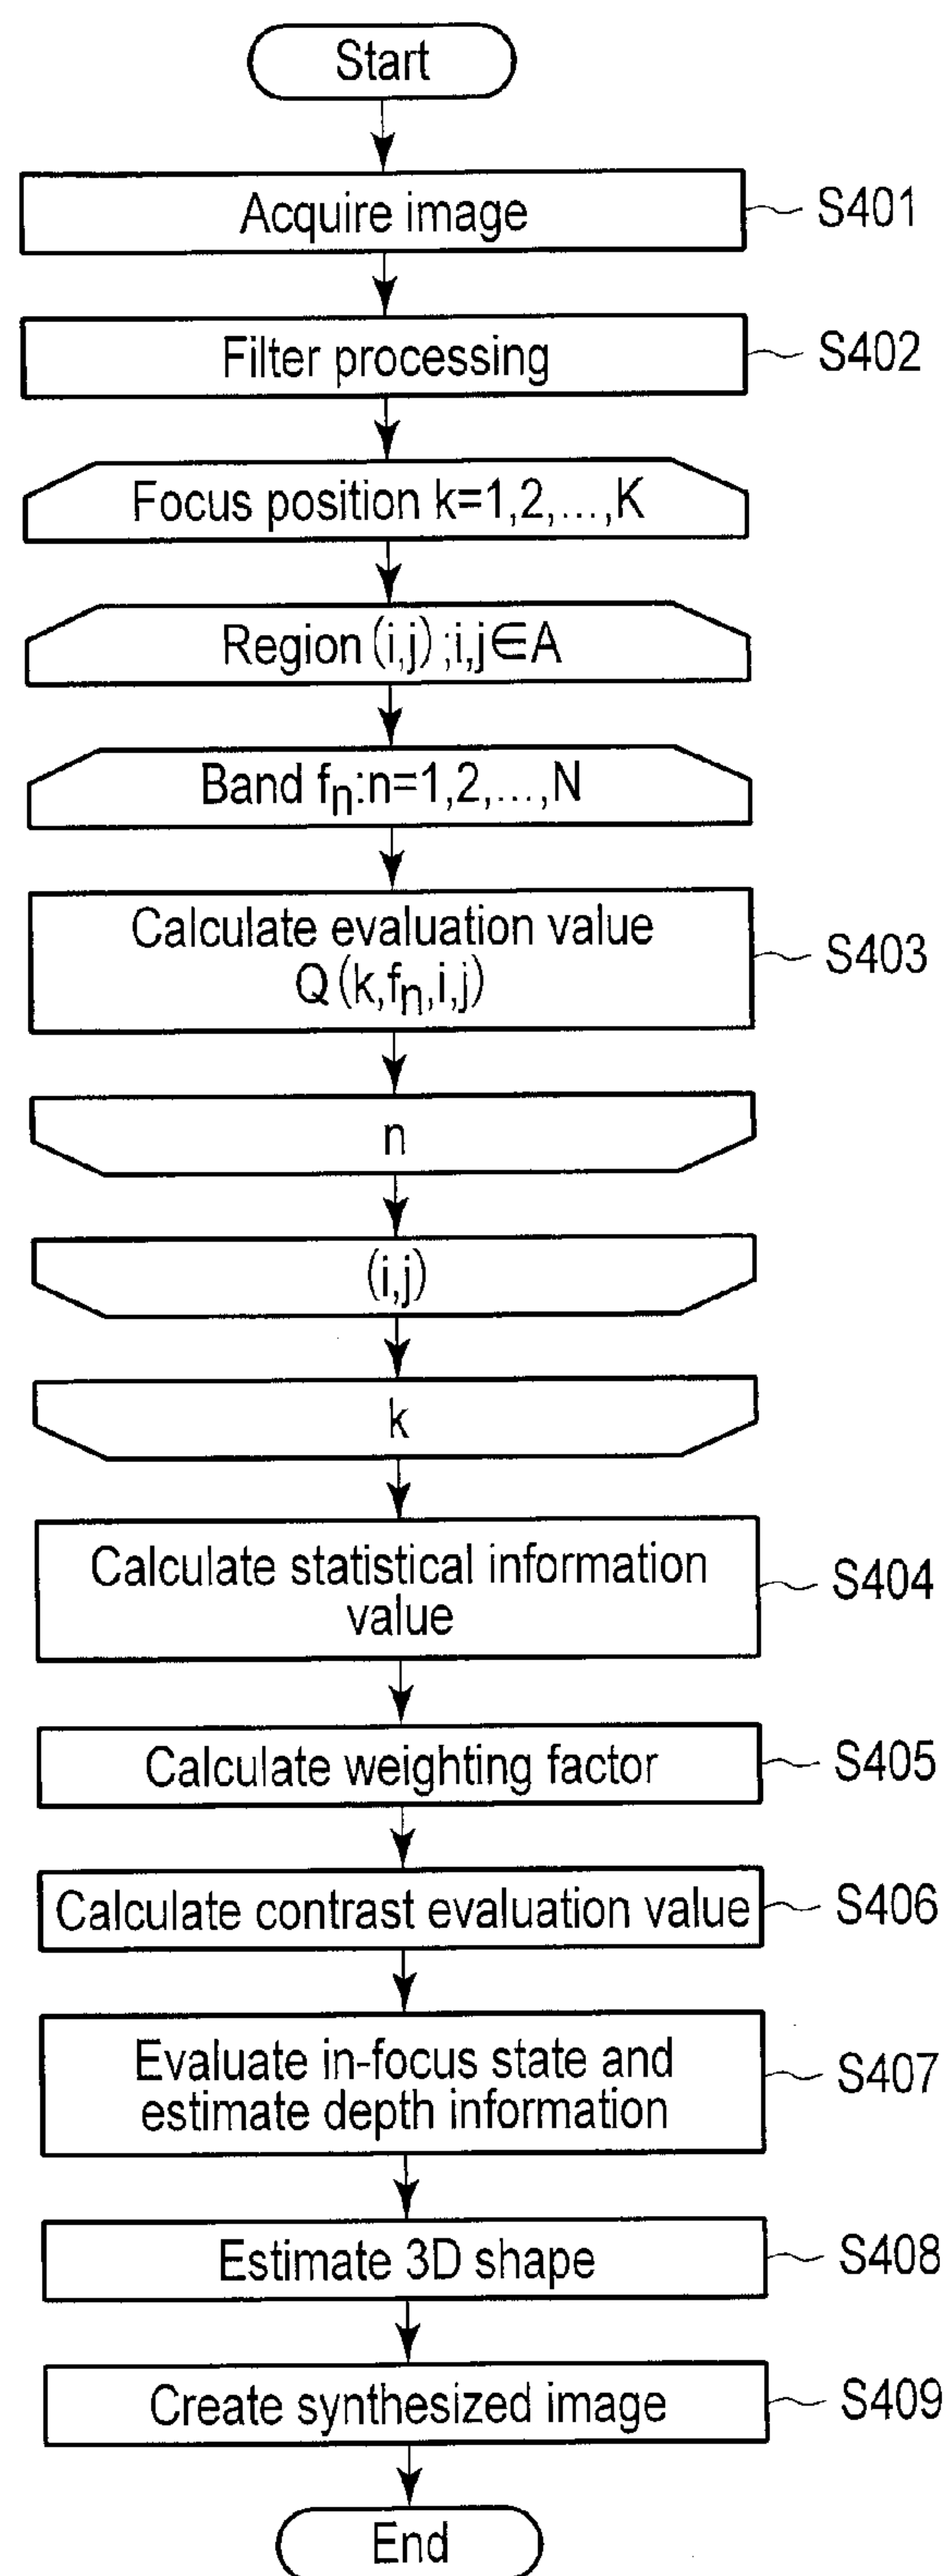 Start
Acquire image
S401
Filter processing
S402
Focus position k=1,2,...,K
Region (i,j) ;i,j∈A
Band fn:n=1,2,...,N
Calculate evaluation value
Q (k,fn,i,j)
S403
n
(i,j)
k
Calculate statistical information
value
S404
Calculate weighting factor
S405
Calculate contrast evaluation value
S406
Evaluate in-focus state and
estimate depth information
S407
Estimate 3D shape
S408
Create synthesized image
S409
End